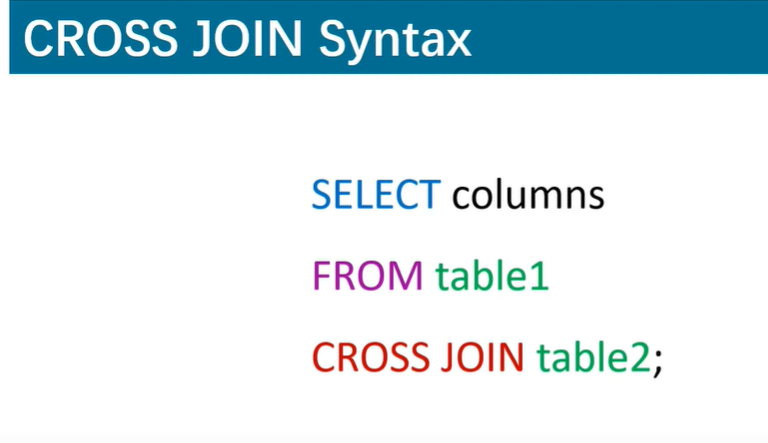 CROSS JOIN Syntax
SELECT columns
FROM table1
CROSS JOIN table2;